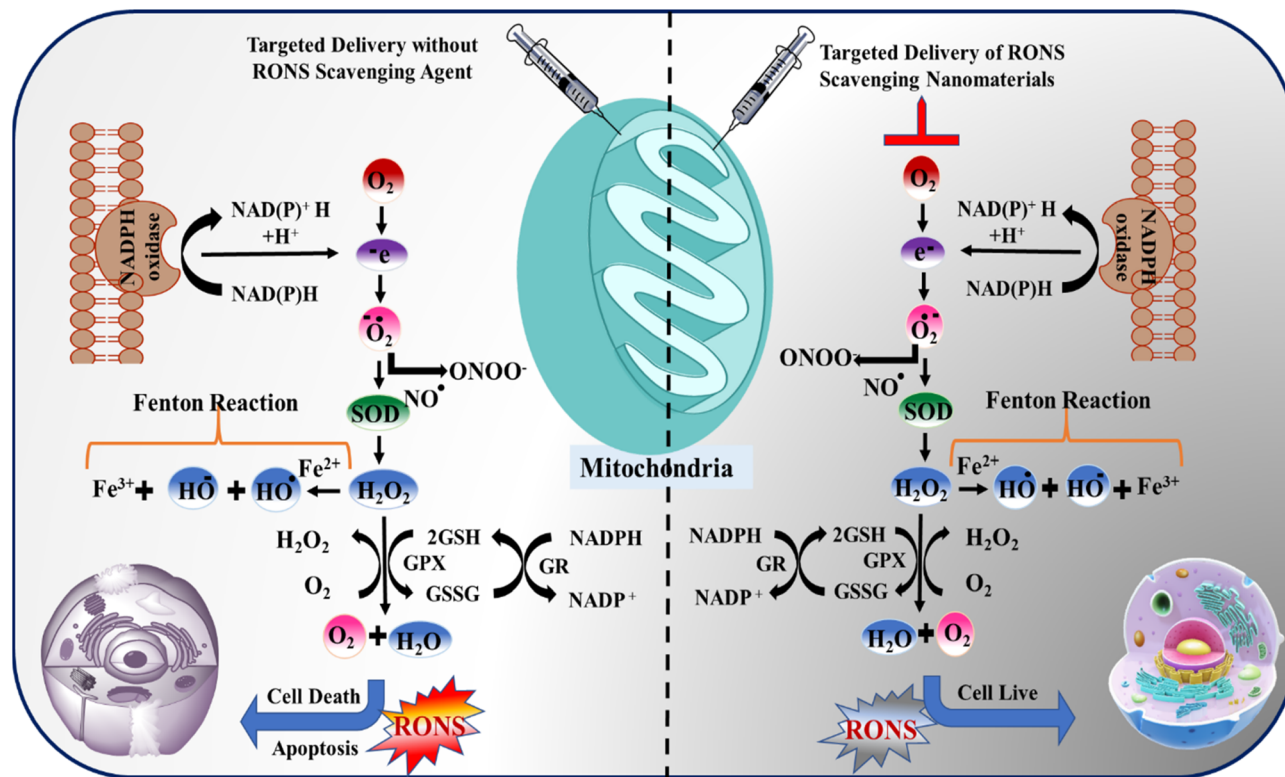 Targeted Delivery without
RONS Scavenging Agent
NADPH
oxidase
NAD(P)⁺ H
+H⁺
NAD(P)H
O₂
⁻e
⁻•O₂
ONOO⁻
NO•
SOD
Fenton Reaction
Fe³⁺ + HO⁻ + HO• Fe²⁺ H₂O₂
H₂O₂
O₂
2GSH
GPX
GSSG
NADPH
GR
NADP⁺
O₂ + H₂O
Cell Death
Apoptosis
RONS
Mitochondria
Targeted Delivery of RONS
Scavenging Nanomaterials
O₂
e⁻
O₂•⁻
NAD(P)⁺ H
+H⁺
NAD(P)H
NADPH
oxidase
ONOO⁻
NO•
SOD
Fenton Reaction
H₂O₂ Fe²⁺ HO• + HO⁻ + Fe³⁺
NADPH
GR
NADP⁺
2GSH
GPX
GSSG
H₂O₂
O₂
H₂O + O₂
RONS
Cell Live